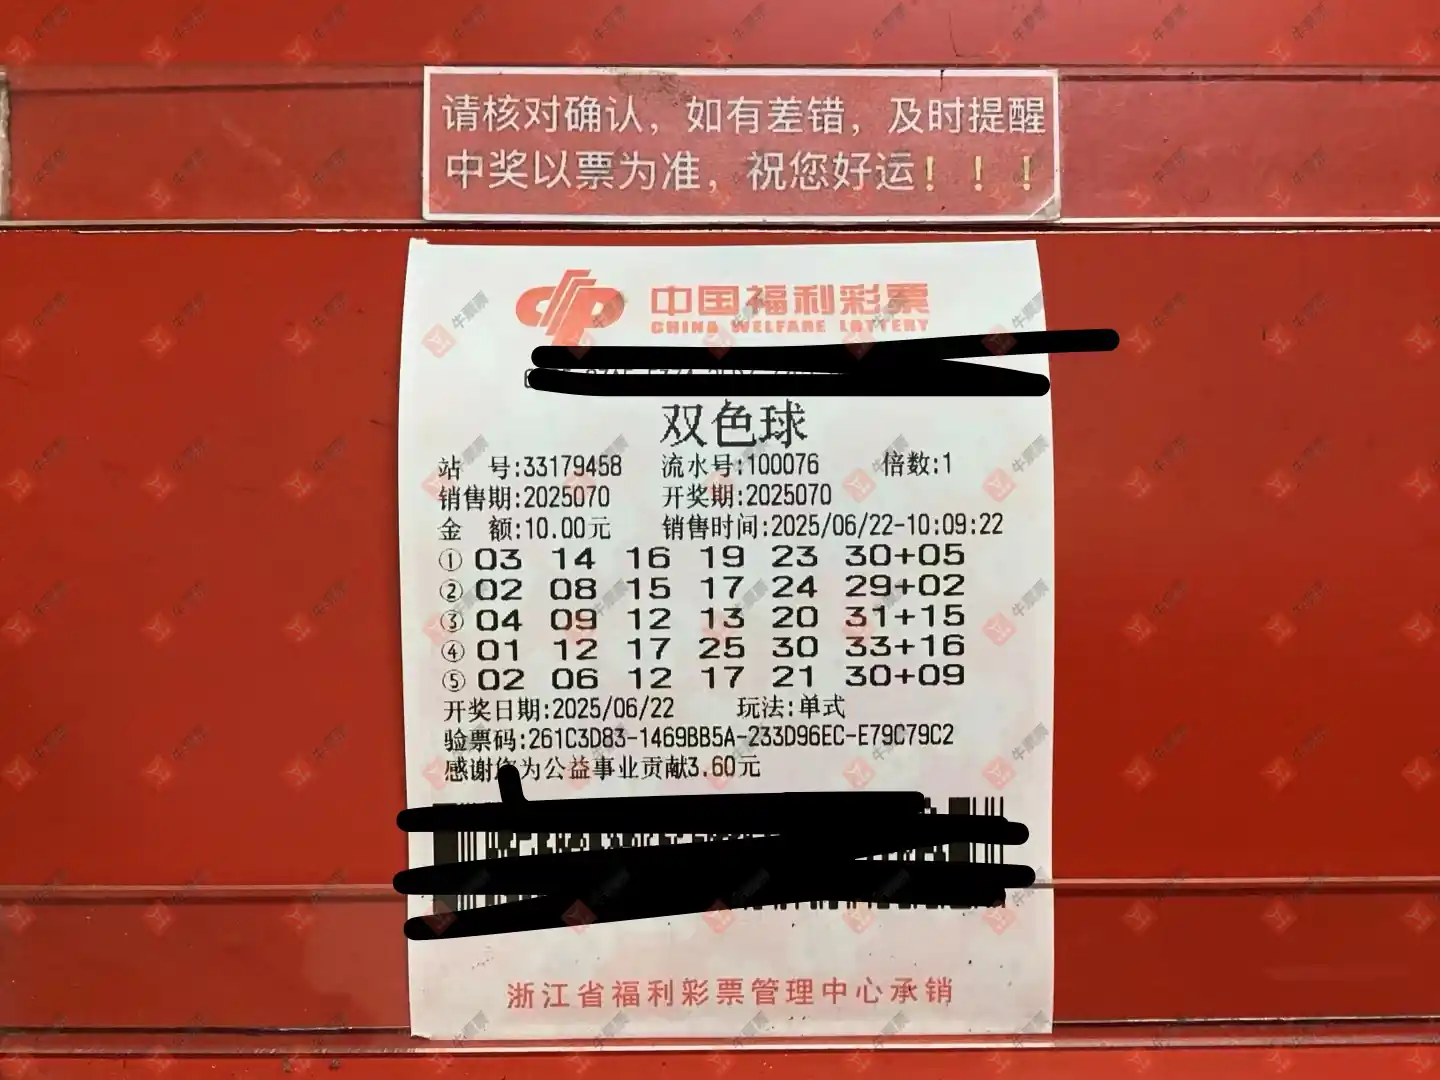 请核对确认，如有差错，及时提醒
中奖以票为准，祝您好运！！！
中国福利彩票
CHINA WELFARE LOTTERY
双色球
站 号:33179458 流水号:100076 倍数:1
销售期:2025070 开奖期:2025070
金 额:10.00元 销售时间:2025/06/22-10:09:22
① 03 14 16 19 23 30+05
② 02 08 15 17 24 29+02
③ 04 09 12 13 20 31+15
④ 01 12 17 25 30 33+16
⑤ 02 06 12 17 21 30+09
开奖日期:2025/06/22 玩法:单式
验票码:261C3D83-1469BB5A-233D96EC-E79C79C2
感谢您为公益事业贡献3.60元
浙江省福利彩票管理中心承销
牛票票